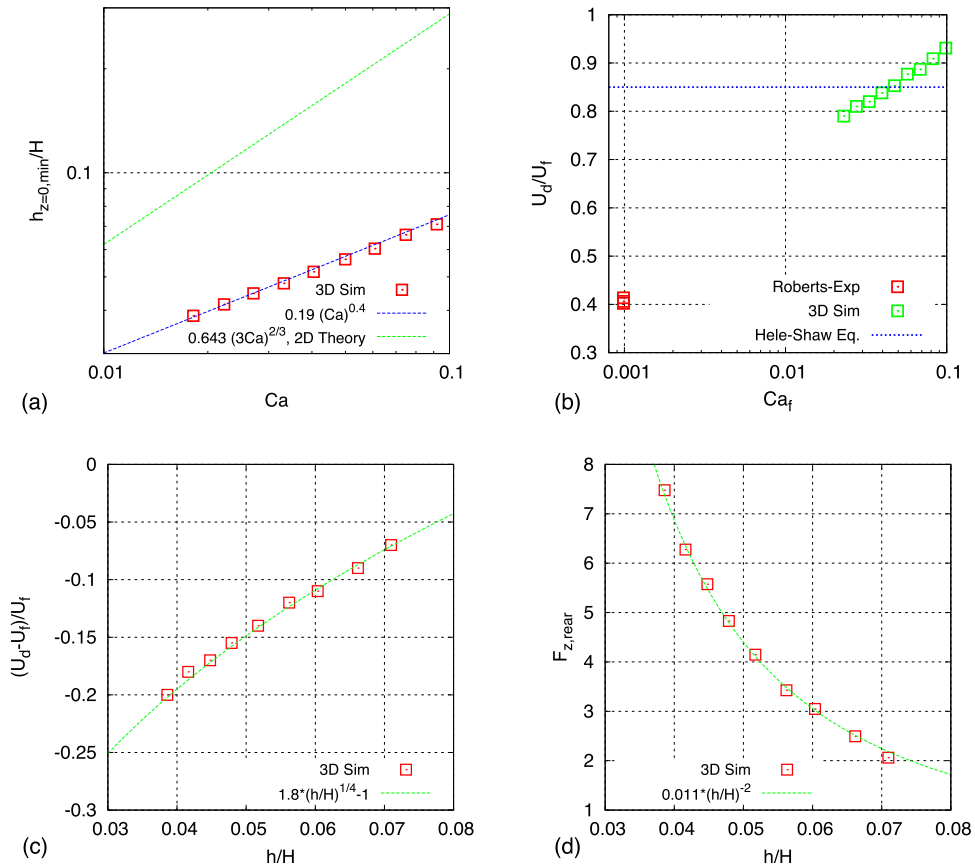 h_{z=0,min}/H
0.1
0.01
0.1
Ca
3D Sim
0.19 (Ca)^{0.4}
0.643 (3Ca)^{2/3}, 2D Theory
(a)
U_d/U_f
1
0.9
0.8
0.7
0.6
0.5
0.4
0.3
0.001
0.01
0.1
Ca_f
Roberts-Exp
3D Sim
Hele-Shaw Eq.
(b)
(U_d-U_f)/U_f
0
-0.05
-0.1
-0.15
-0.2
-0.25
-0.3
0.03 0.04 0.05 0.06 0.07 0.08
h/H
3D Sim
1.8*(h/H)^{1/4}-1
(c)
F_{z,rear}
8
7
6
5
4
3
2
1
0.03 0.04 0.05 0.06 0.07 0.08
h/H
3D Sim
0.011*(h/H)^{-2}
(d)